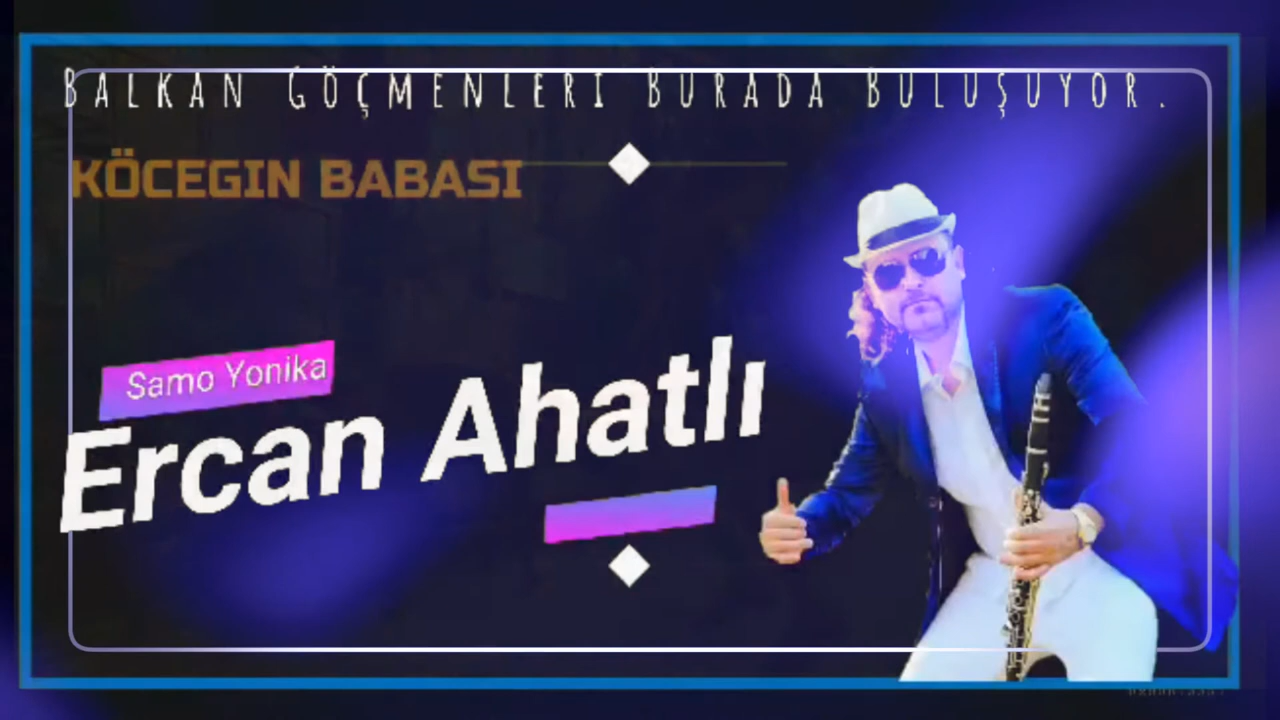 BALKAN GÖÇMENLERI BURADA BULUŞUYOR.
KÖCEGIN BABASI
Samo Yonika
Ercan Ahatlı